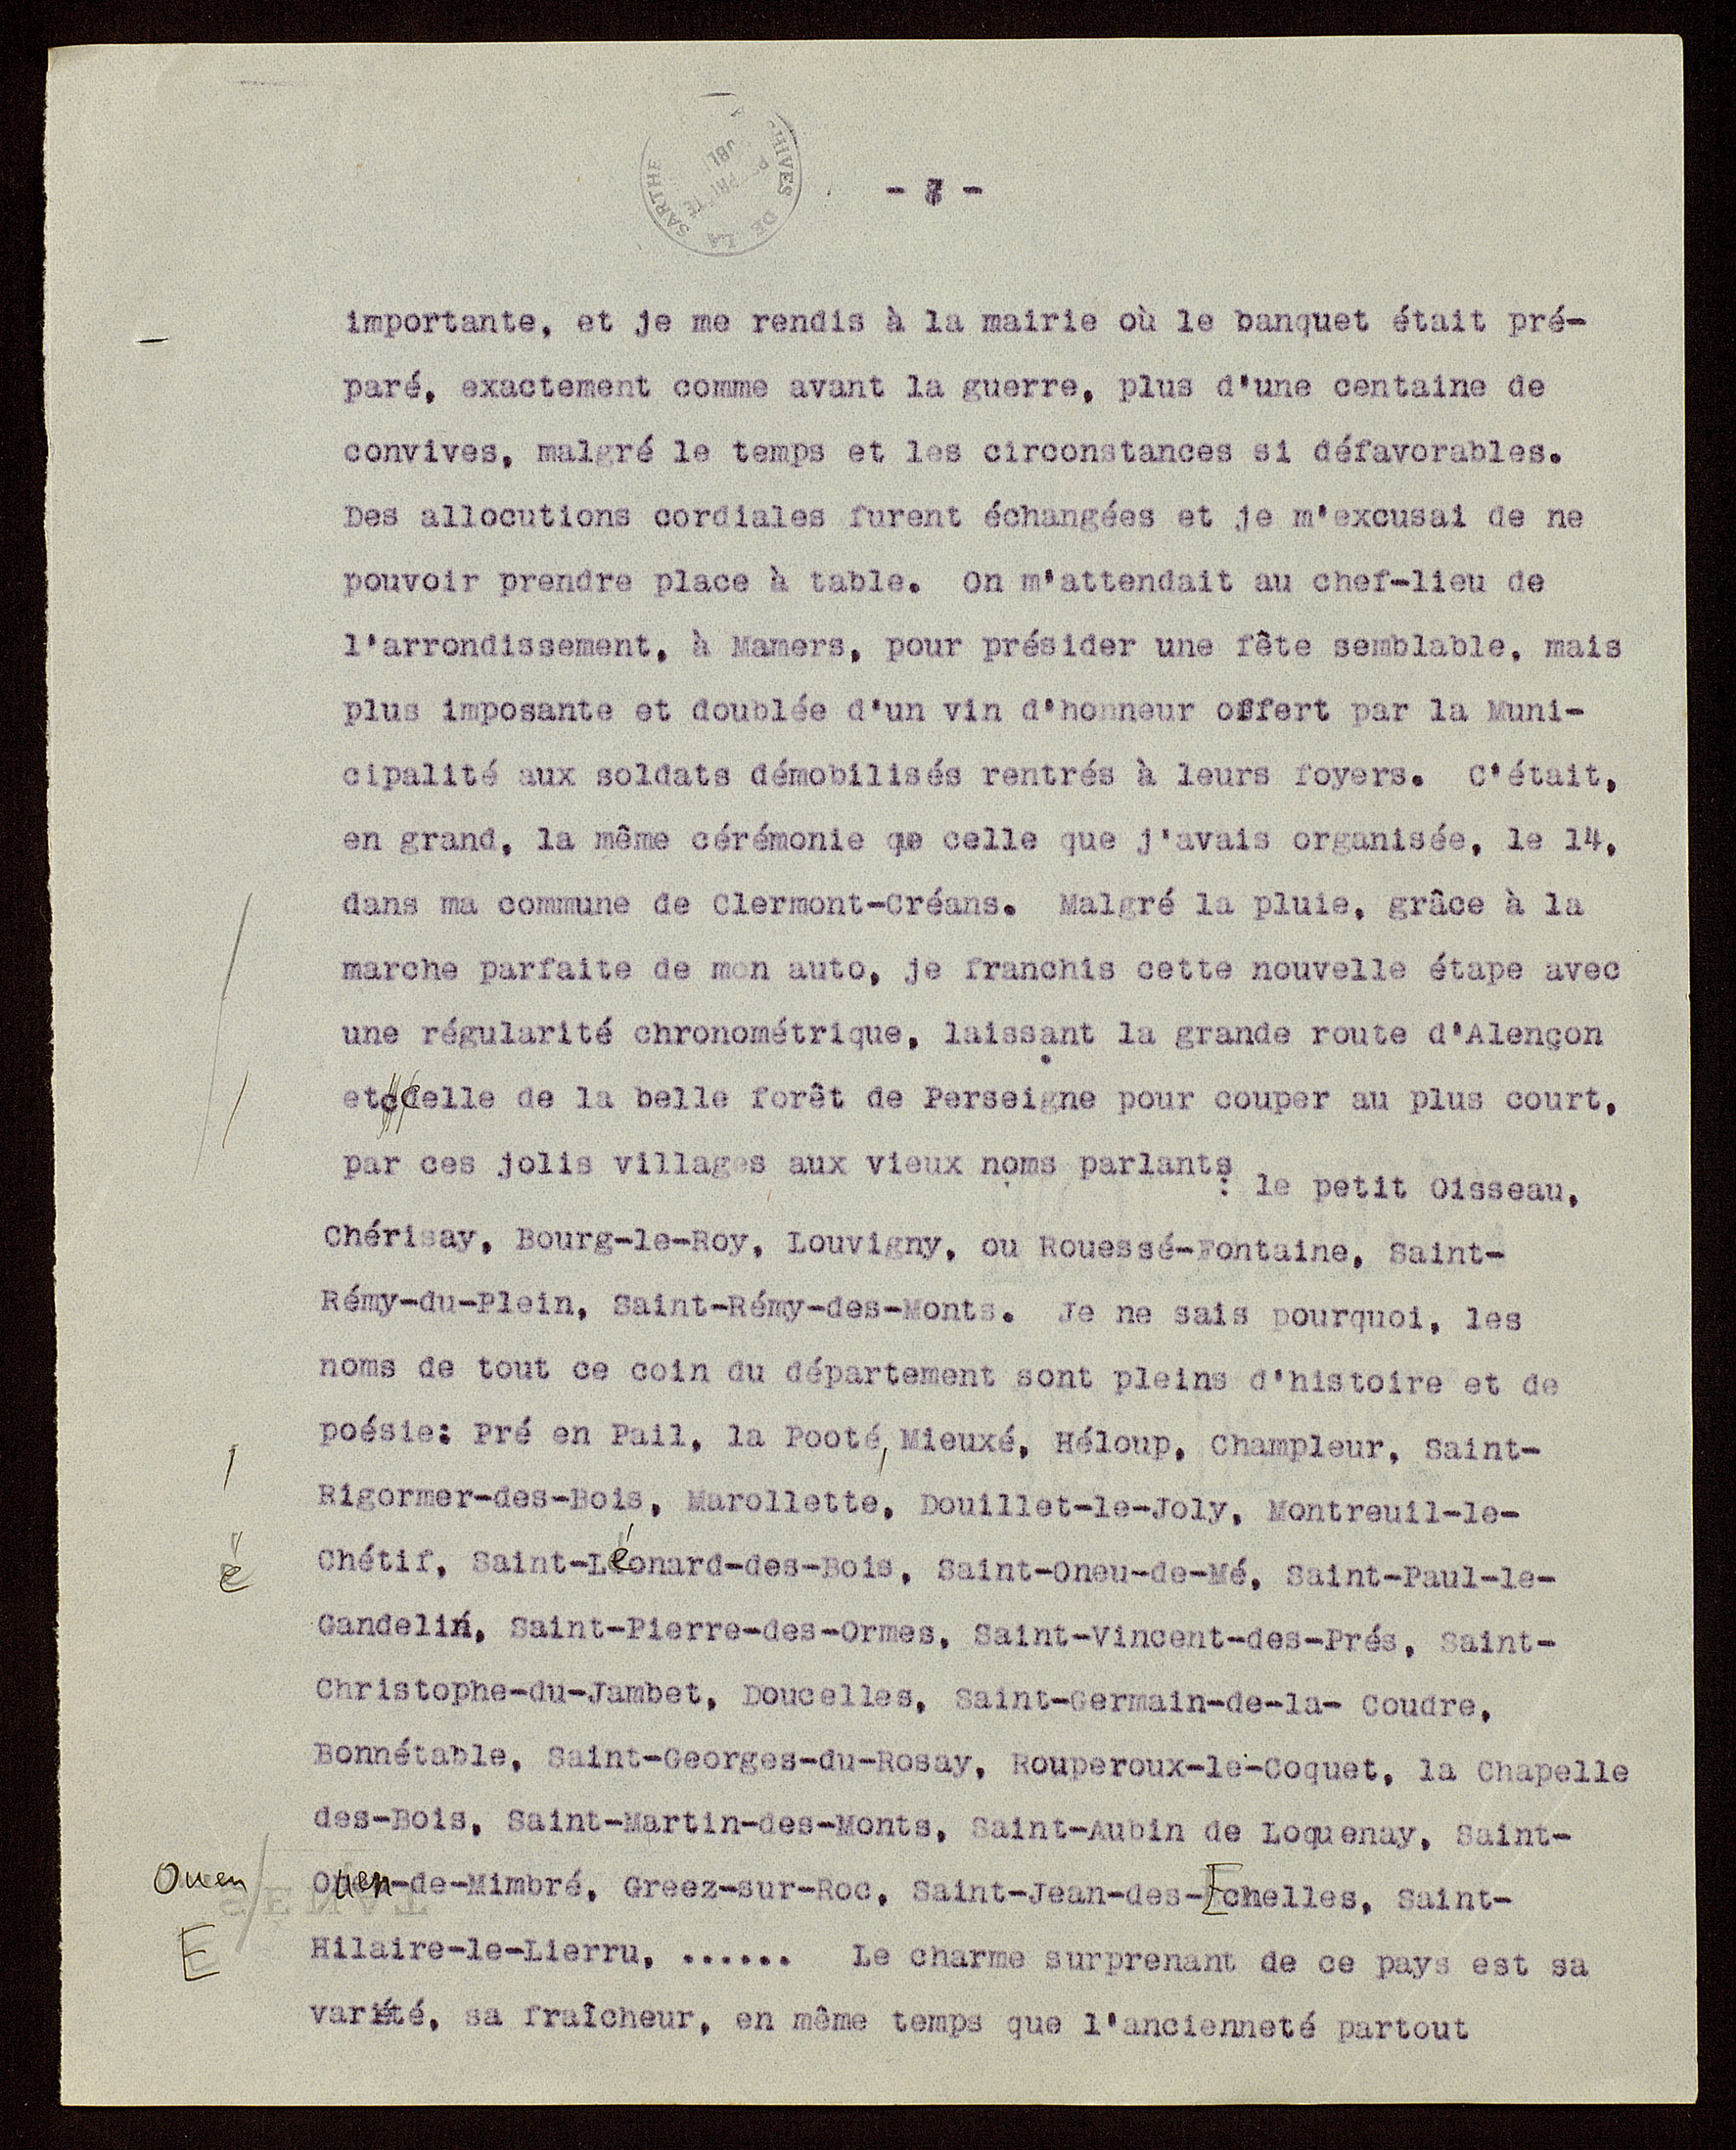 ARCHIVES DE LA SARTHE
importante, et je me rendis à la mairie où le banquet était pré-
paré, exactement comme avant la guerre, plus d'une centaine de
convives, malgré le temps et les circonstances si défavorables.
Des allocutions cordiales furent échangées et je m'excusai de ne
pouvoir prendre place à table. On m'attendait au chef-lieu de
l'arrondissement, à Mamers, pour présider une fête semblable, mais
plus imposante et doublée d'un vin d'honneur offert par la Muni-
cipalité aux soldats démobilisés rentrés à leurs foyers. C'était,
en grand, la même cérémonie qe celle que j'avais organisée, le 14,
dans ma commune de Clermont-Créans. Malgré la pluie, grâce à la
marche parfaite de mon auto, je franchis cette nouvelle étape avec
une régularité chronométrique, laissant la grande route d'Alençon
et celle de la belle forêt de Perseigne pour couper au plus court,
par ces jolis villages aux vieux noms parlants : le petit Oisseau,
Chérisay, Bourg-le-Roy, Louvigny, ou Rouessé-Fontaine, Saint-
Rémy-du-Plein, Saint-Rémy-des-Monts. Je ne sais pourquoi, les
noms de tout ce coin du département sont pleins d'histoire et de
poésie: Pré en Pail, la Pooté, Mieuxé, Héloup, Champleur, Saint-
Rigormer-des-Bois, Marollette, Douillet-le-Joly, Montreuil-le-
é Chétif, Saint-Léonard-des-Bois, Saint-Oneu-de-Mé, Saint-Paul-le-
Gandelin, Saint-Pierre-des-Ormes, Saint-Vincent-des-Prés, Saint-
Christophe-du-Jambet, Doucelles, Saint-Germain-de-la- Coudre,
Bonnétable, Saint-Georges-du-Rosay, Rouperoux-le-Coquet, la Chapelle
des-Bois, Saint-Martin-des-Monts, Saint-Aubin de Loquenay, Saint-
Ouen/ Ouen-de-Mimbré, Greez-sur-Roc, Saint-Jean-des-Echelles, Saint-
E Hilaire-le-Lierru, ...... Le charme surprenant de ce pays est sa
variété, sa fraîcheur, en même temps que l'ancienneté partout